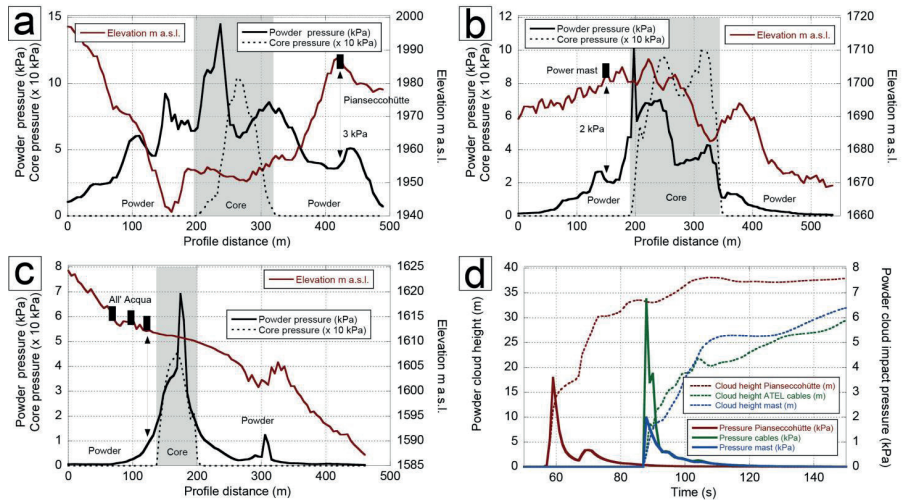 a
Powder pressure (kPa)
Core pressure (x 10 kPa)
15
10
5
0
Elevation m a.s.l.
Powder pressure (kPa)
Core pressure (x 10 kPa)
Pianseccohütte
3 kPa
Powder
Core
Powder
0 100 200 300 400 500
Profile distance (m)
2000
1990
1980
1970
1960
1950
1940
Elevation m a.s.l.
b
Powder pressure (kPa)
Core pressure (x 10 kPa)
12
10
8
6
4
2
0
Powder pressure (kPa)
Core pressure (x 10 kPa)
Elevation m a.s.l.
Power mast
2 kPa
Powder
Core
Powder
0 100 200 300 400 500
Profile distance (m)
1720
1710
1700
1690
1680
1670
1660
Elevation m a.s.l.
c
Powder pressure (kPa)
Core pressure (x 10 kPa)
8
7
6
5
4
3
2
1
0
Elevation m a.s.l.
Powder pressure (kPa)
Core pressure (x 10 kPa)
All' Acqua
Powder
Core
Powder
0 100 200 300 400 500
Profile distance (m)
1625
1620
1615
1610
1605
1600
1595
1590
1585
Elevation m a.s.l.
d
Powder cloud height (m)
40
35
30
25
20
15
10
5
0
Cloud height Pianseccohütte (m)
Cloud height ATEL cables (m)
Cloud height mast (m)
Pressure Pianseccohütte (kPa)
Pressure cables (kPa)
Pressure mast (kPa)
60 80 100 120 140
Time (s)
8
7
6
5
4
3
2
1
0
Powder cloud impact pressure (kPa)